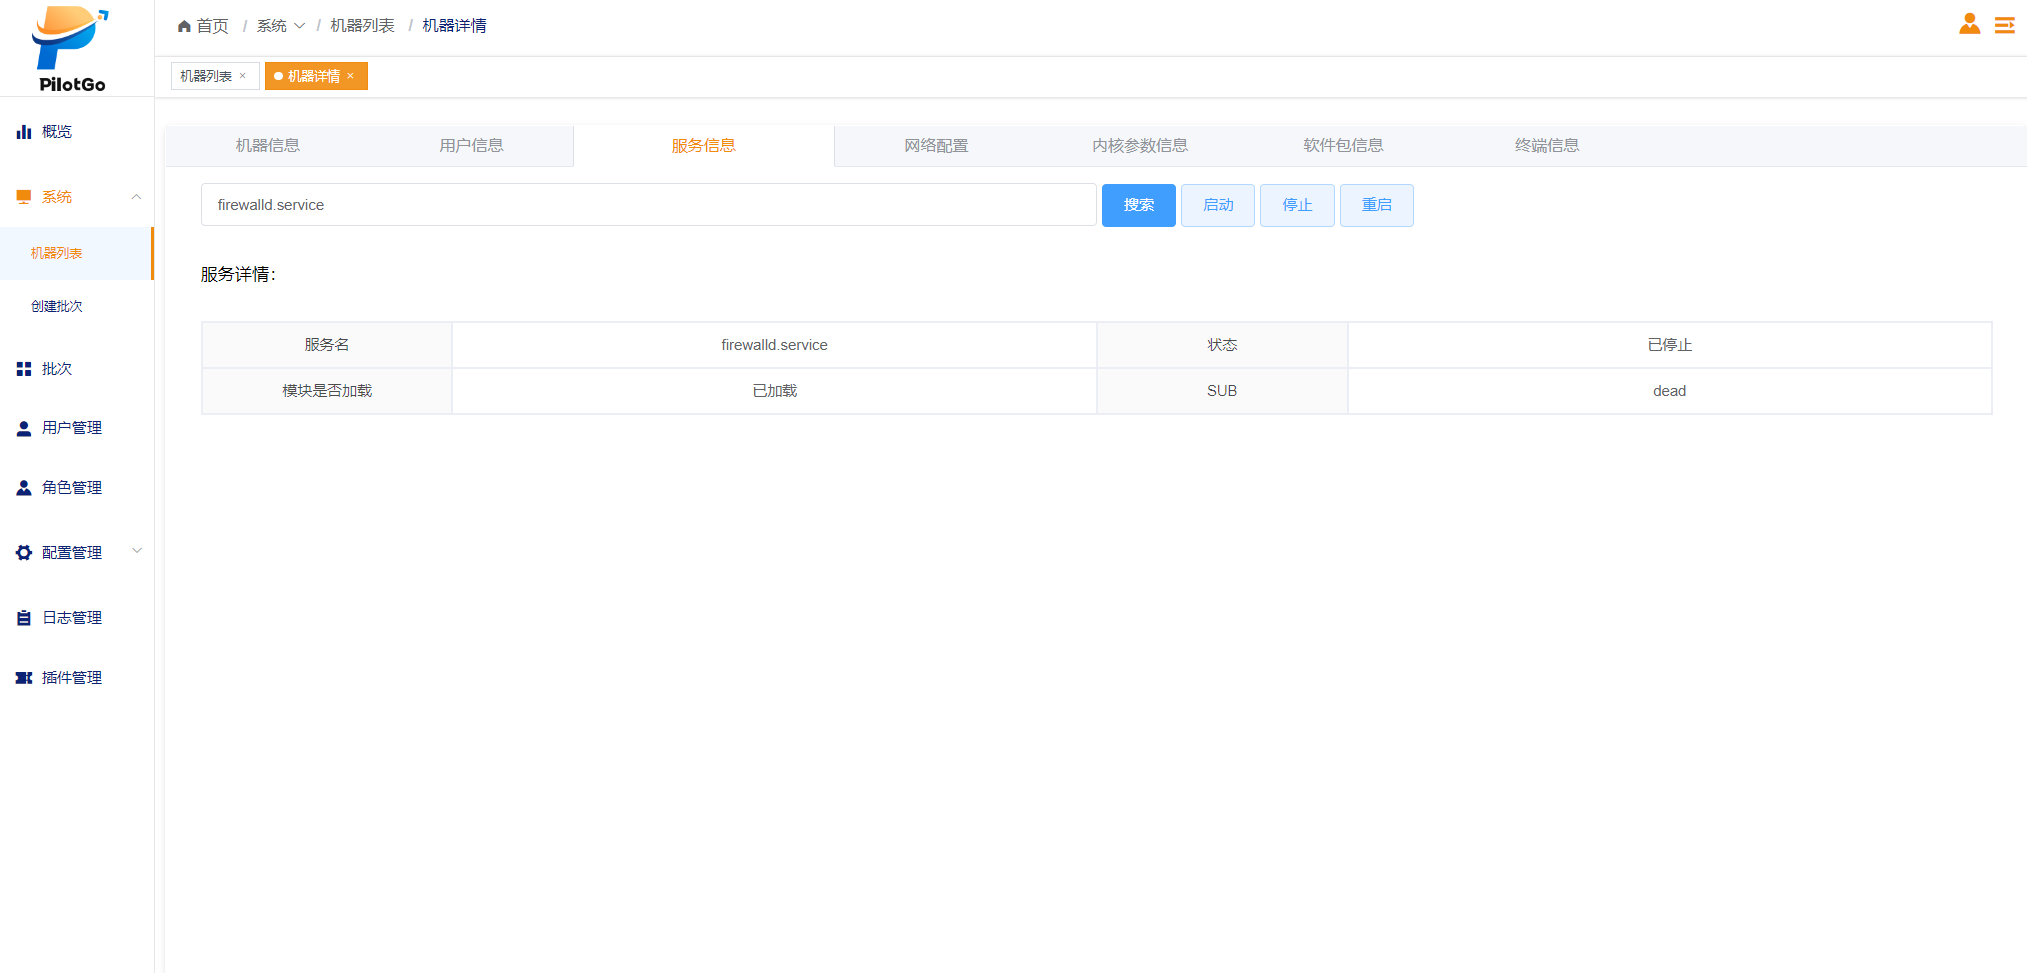 PilotGo
首页 / 系统 / 机器列表 / 机器详情
机器列表 × 机器详情 ×
概览
系统
机器列表
创建批次
批次
用户管理
角色管理
配置管理
日志管理
插件管理
机器信息 用户信息 服务信息 网络配置 内核参数信息 软件包信息 终端信息
firewalld.service 搜索 启动 停止 重启
服务详情:
服务名 firewalld.service 状态 已停止
模块是否加载 已加载 SUB dead